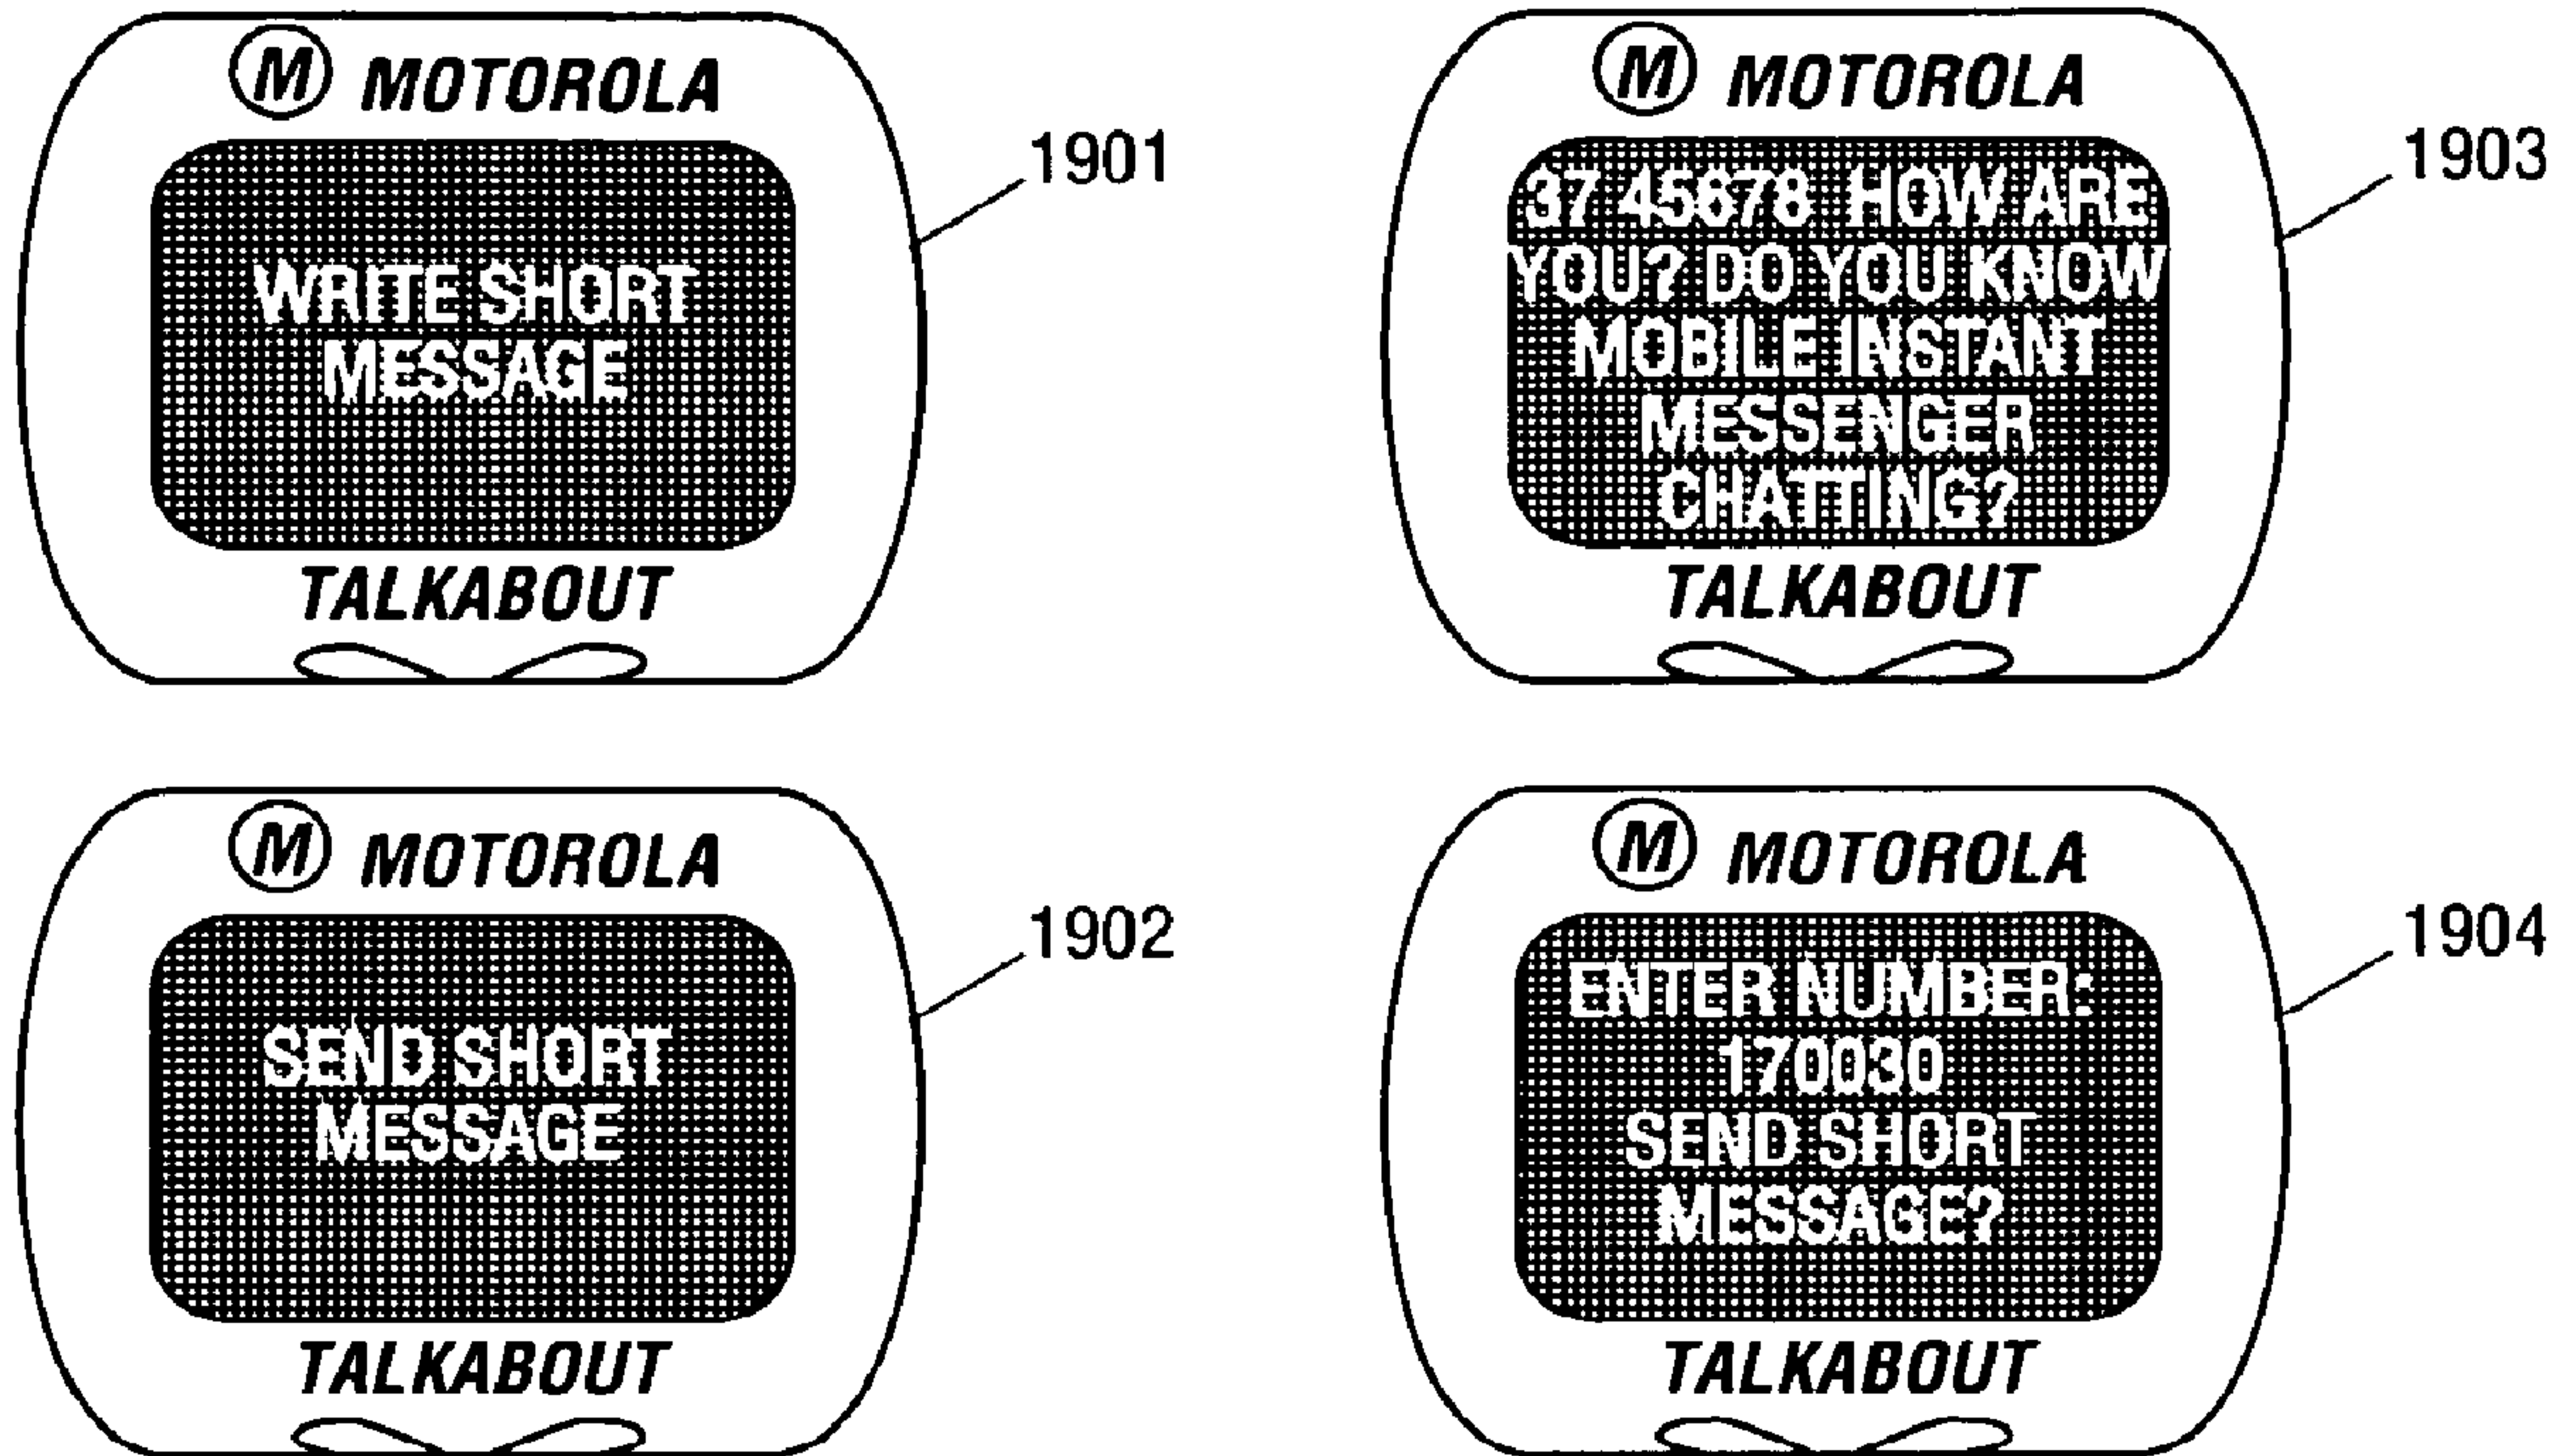 M MOTOROLA
WRITE SHORT
MESSAGE
TALKABOUT
1901
M MOTOROLA
37 45678 HOW ARE
YOU? DO YOU KNOW
MOBILE INSTANT
MESSENGER
CHATTING?
TALKABOUT
1903
M MOTOROLA
SEND SHORT
MESSAGE
TALKABOUT
1902
M MOTOROLA
ENTER NUMBER:
170030
SEND SHORT
MESSAGE?
TALKABOUT
1904